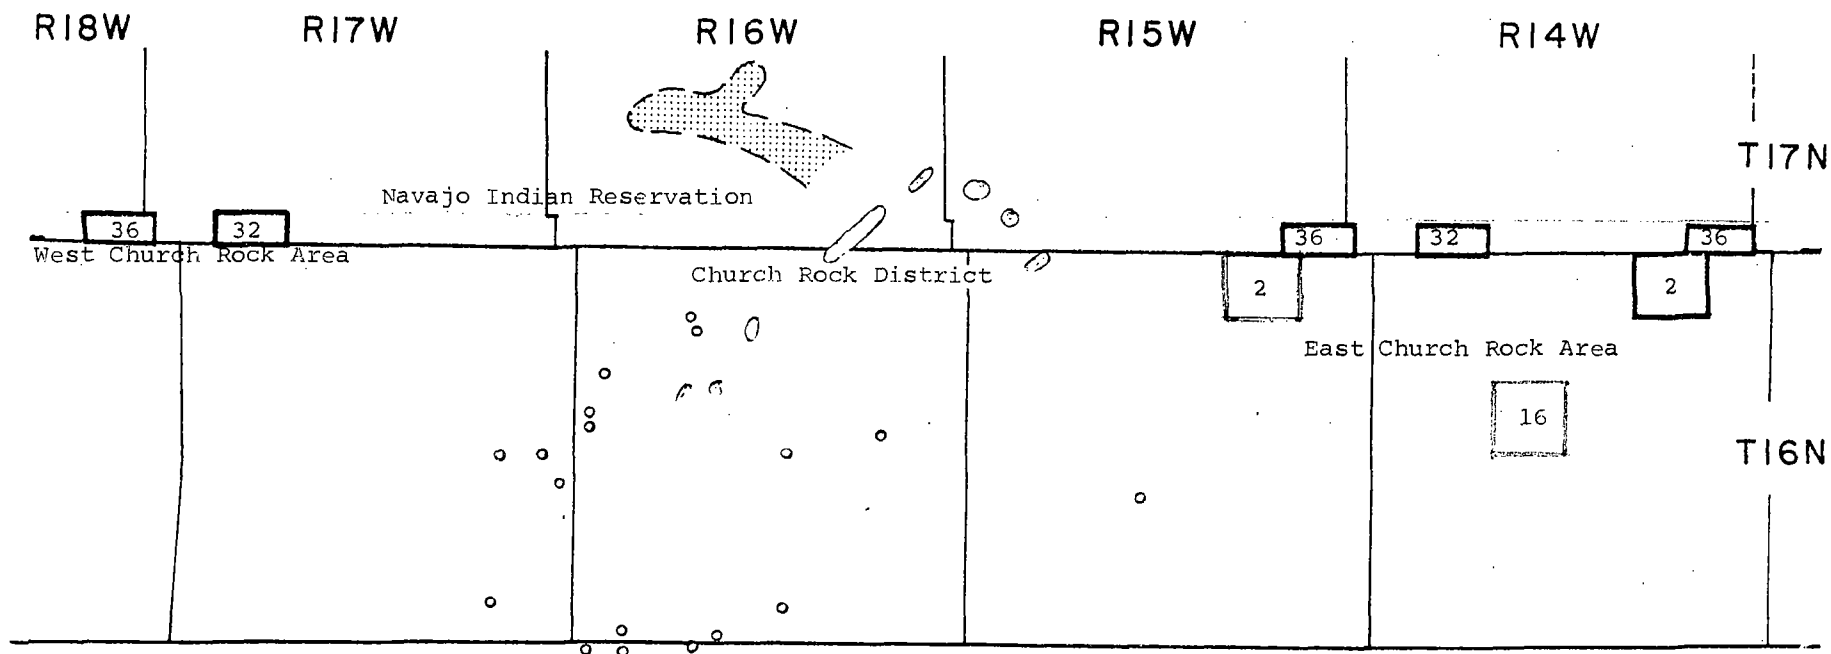 R18W R17W R16W R15W R14W
T17N
Navajo Indian Reservation
36 32 36 32 36
West Church Rock Area
Church Rock District
2 2
East Church Rock Area
16
T16N